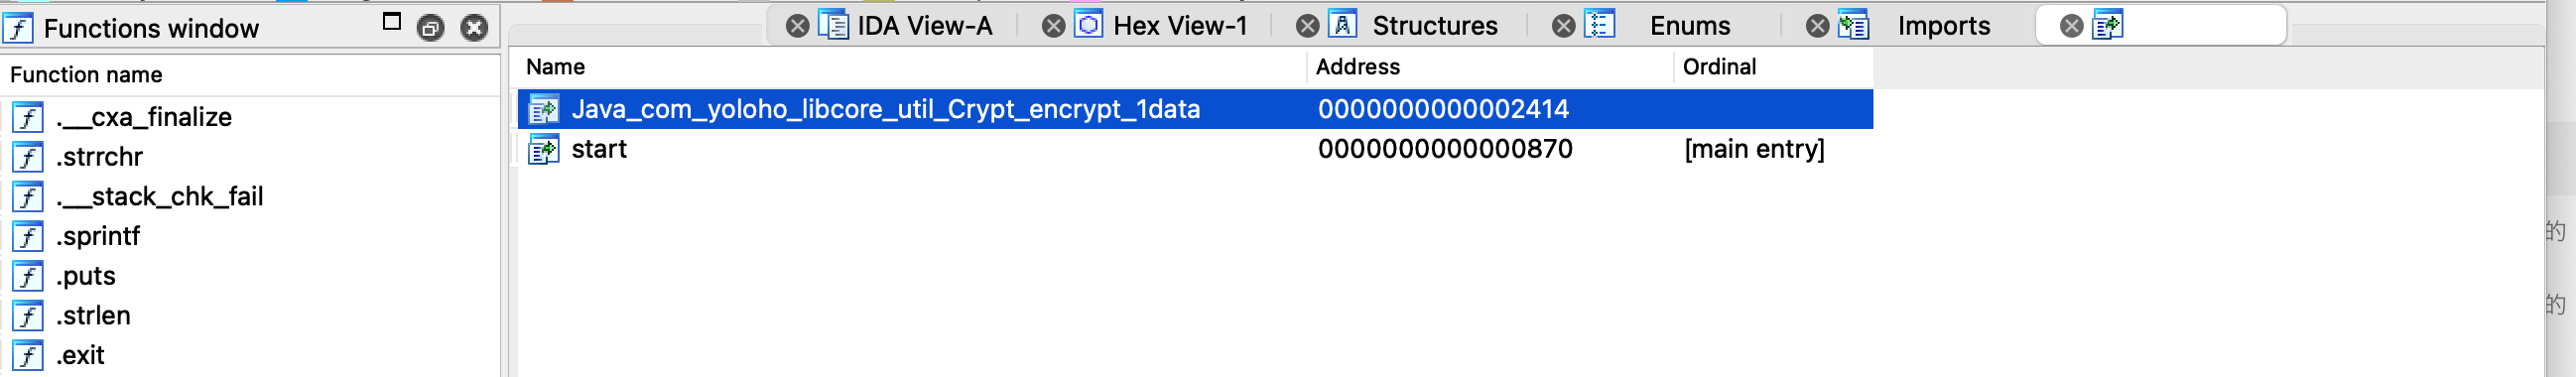 Functions window
Function name
.__cxa_finalize
.strrchr
.__stack_chk_fail
.sprintf
.puts
.strlen
.exit
IDA View-A Hex View-1 Structures Enums Imports
Name Address Ordinal
Java_com_yoloho_libcore_util_Crypt_encrypt_1data 0000000000002414
start 0000000000000870 [main entry]
的
的